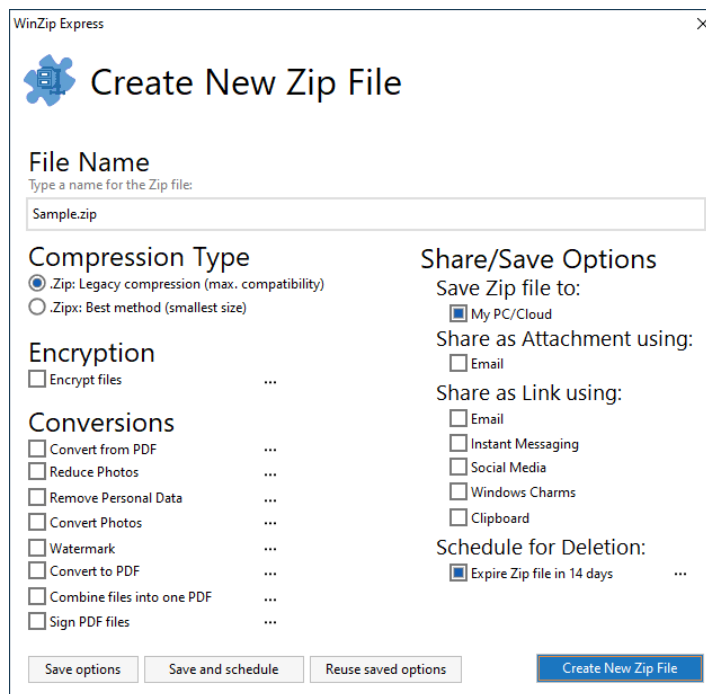 WinZip Express
Create New Zip File
File Name
Type a name for the Zip file:
Sample.zip
Compression Type
.Zip: Legacy compression (max. compatibility)
.Zipx: Best method (smallest size)
Encryption
Encrypt files ...
Conversions
Convert from PDF ...
Reduce Photos ...
Remove Personal Data ...
Convert Photos ...
Watermark ...
Convert to PDF ...
Combine files into one PDF ...
Sign PDF files ...
Share/Save Options
Save Zip file to:
My PC/Cloud
Share as Attachment using:
Email
Share as Link using:
Email
Instant Messaging
Social Media
Windows Charms
Clipboard
Schedule for Deletion:
Expire Zip file in 14 days ...
Save options
Save and schedule
Reuse saved options
Create New Zip File